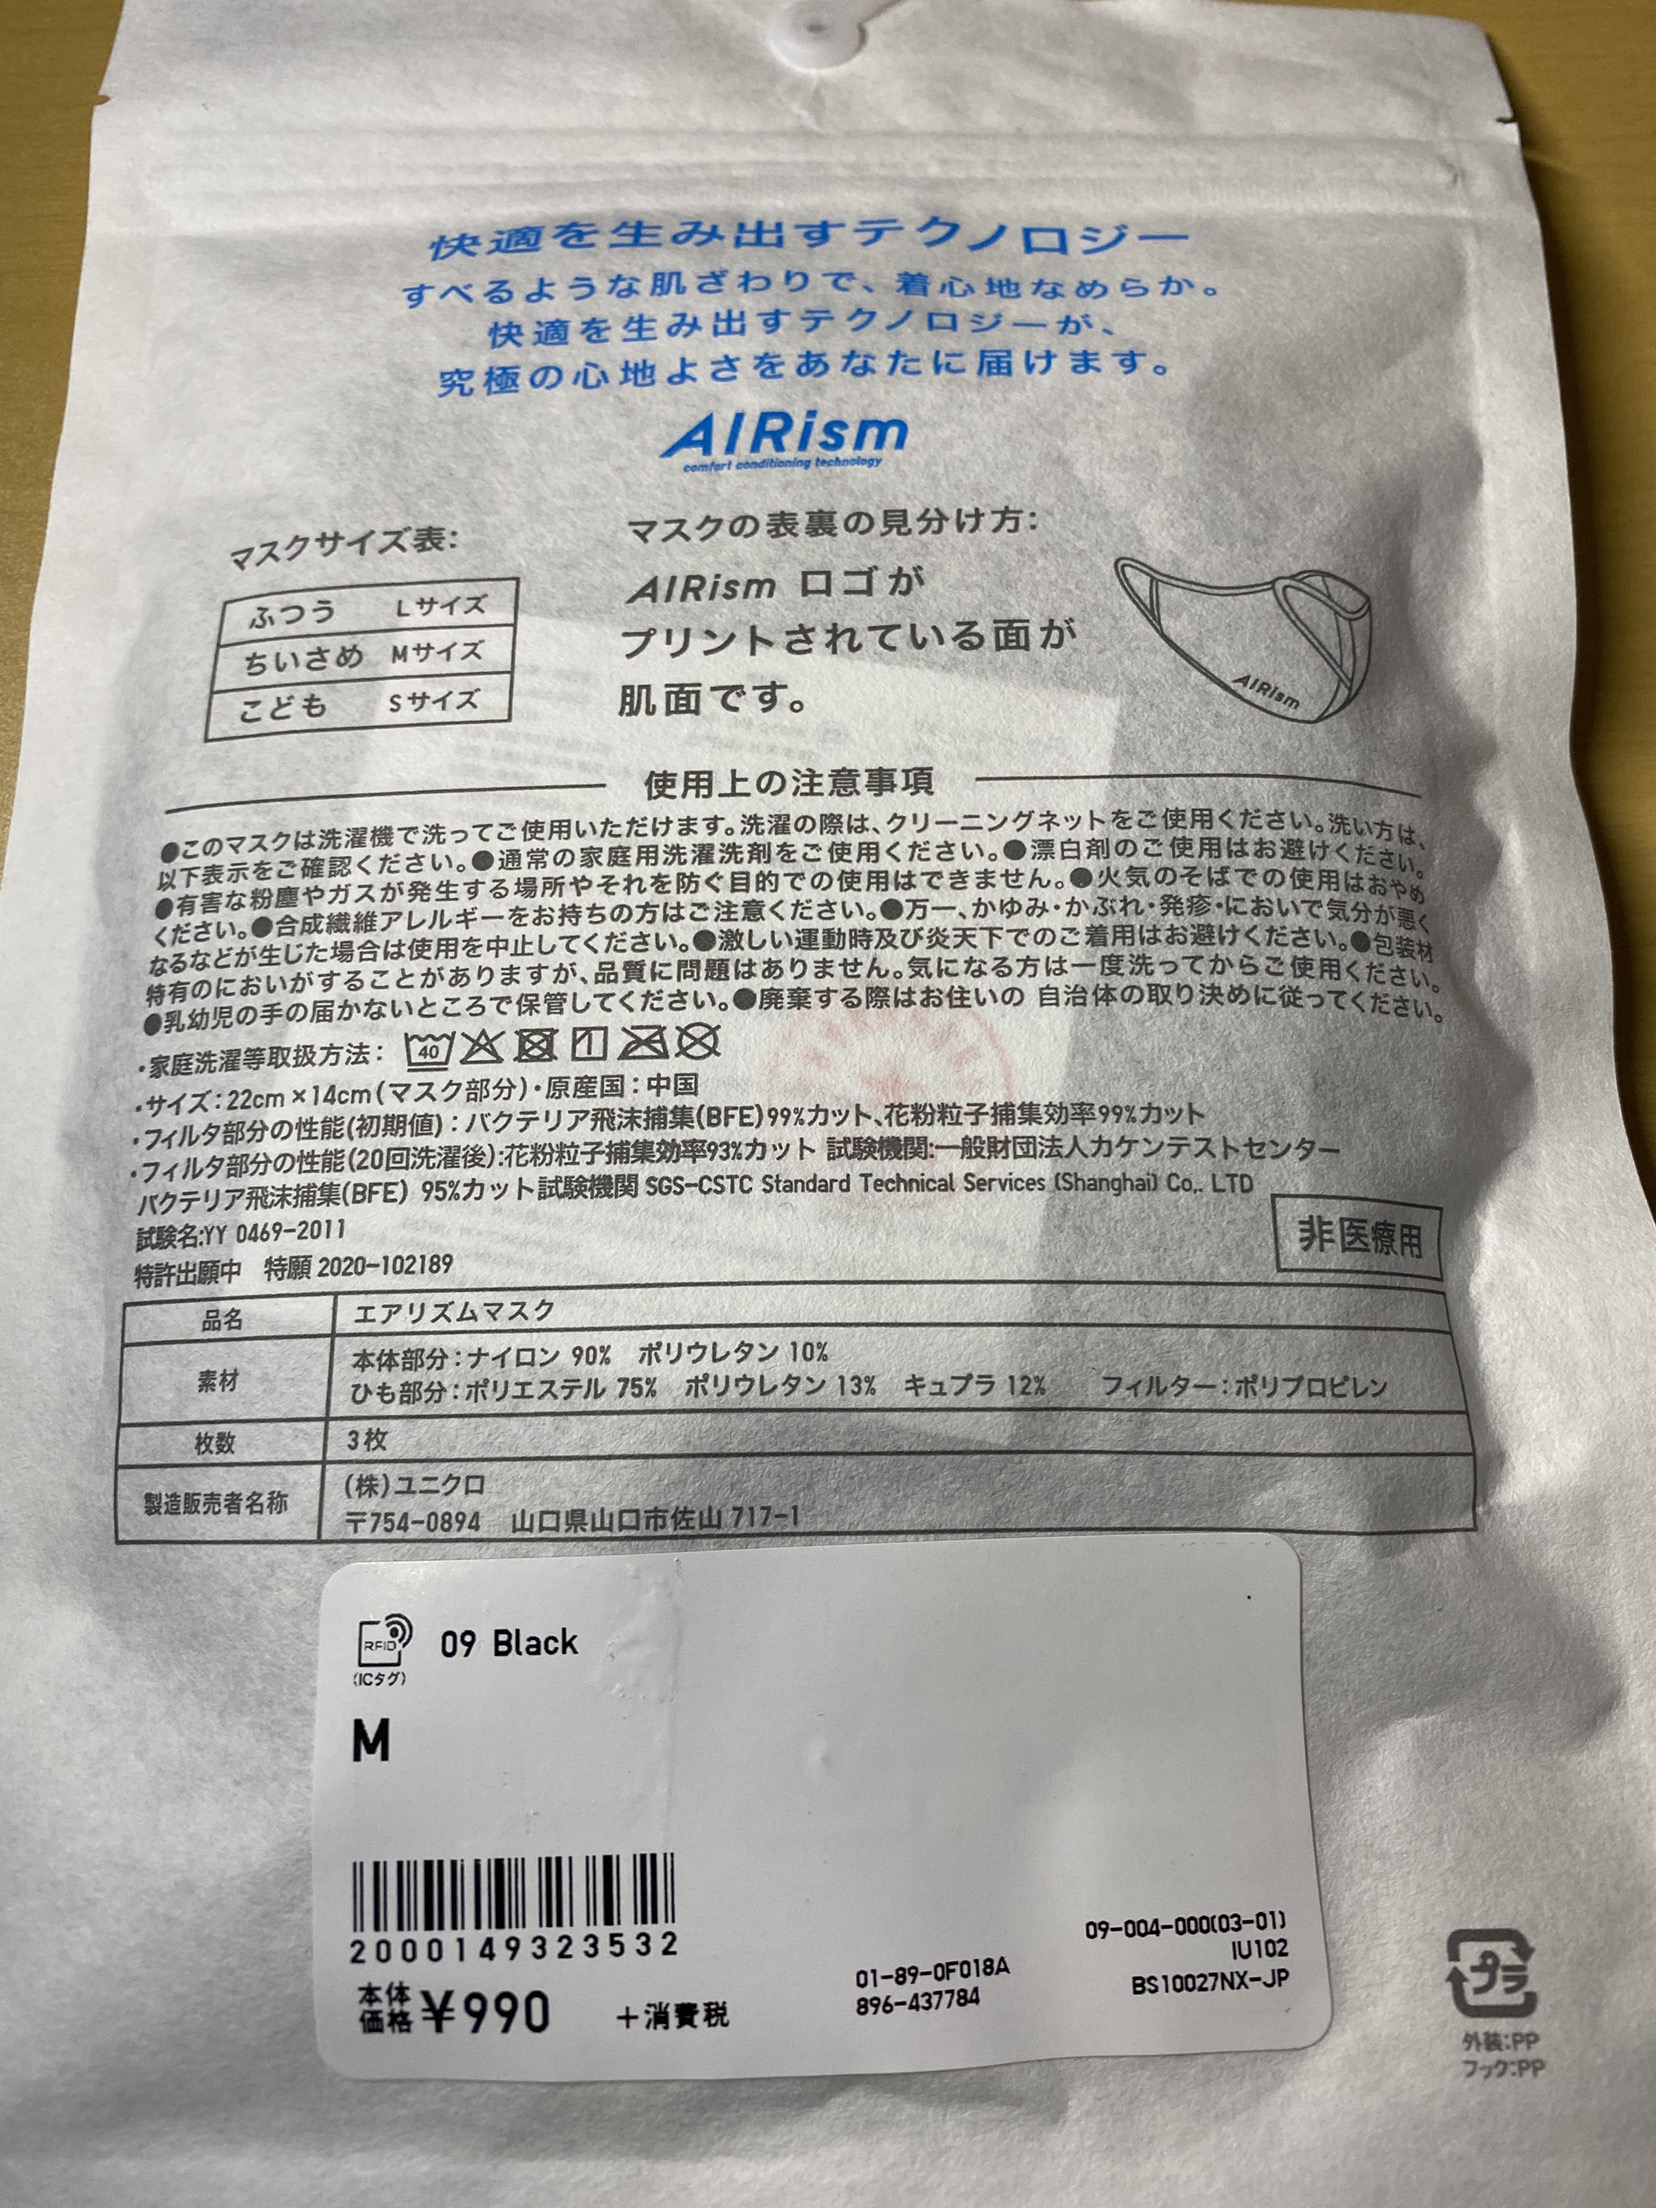 快適を生み出すテクノロジー
すべるような肌ざわりで、着心地なめらか。
快適を生み出すテクノロジーが、
究極の心地よさをあなたに届けます。
AIRism
comfort conditioning technology
マスクサイズ表:
ふつう Lサイズ
ちいさめ Mサイズ
こども Sサイズ
マスクの表裏の見分け方:
AIRism ロゴが
プリントされている面が
肌面です。
AIRism
使用上の注意事項
●このマスクは洗濯機で洗ってご使用いただけます。洗濯の際は、クリーニングネットをご使用ください。洗い方は、
以下表示をご確認ください。●通常の家庭用洗濯洗剤をご使用ください。●漂白剤のご使用はお避けください。
●有害な粉塵やガスが発生する場所やそれを防ぐ目的での使用はできません。●火気のそばでの使用はおやめ
ください。●合成繊維アレルギーをお持ちの方はご注意ください。●万一、かゆみ・かぶれ・発疹・においで気分が悪く
なるなどが生じた場合は使用を中止してください。●激しい運動時及び炎天下でのご着用はお避けください。●包装材
特有のにおいがすることがありますが、品質に問題はありません。気になる方は一度洗ってからご使用ください。
●乳幼児の手の届かないところで保管してください。●廃棄する際はお住いの 自治体の取り決めに従ってください。
・家庭洗濯等取扱方法: 40
・サイズ:22cm×14cm(マスク部分)・原産国:中国
・フィルタ部分の性能(初期値):バクテリア飛沫捕集(BFE)99%カット、花粉粒子捕集効率99%カット
・フィルタ部分の性能(20回洗濯後):花粉粒子捕集効率93%カット 試験機関:一般財団法人カケンテストセンター
バクテリア飛沫捕集(BFE) 95%カット試験機関 SGS-CSTC Standard Technical Services (Shanghai) Co,. LTD
試験名:YY 0469-2011
特許出願中 特願 2020-102189
非医療用
品名 エアリズムマスク
素材 本体部分:ナイロン 90% ポリウレタン 10%
ひも部分:ポリエステル 75% ポリウレタン 13% キュプラ 12% フィルター:ポリプロピレン
枚数 3枚
製造販売者名称 (株)ユニクロ
〒754-0894 山口県山口市佐山 717-1
RFID
(ICタグ)
09 Black
M
2000149323532
本体価格 ¥990 +消費税
01-89-0F018A
896-437784
09-004-000(03-01)
IU102
BS10027NX-JP
プラ
外装:PP
フック:PP